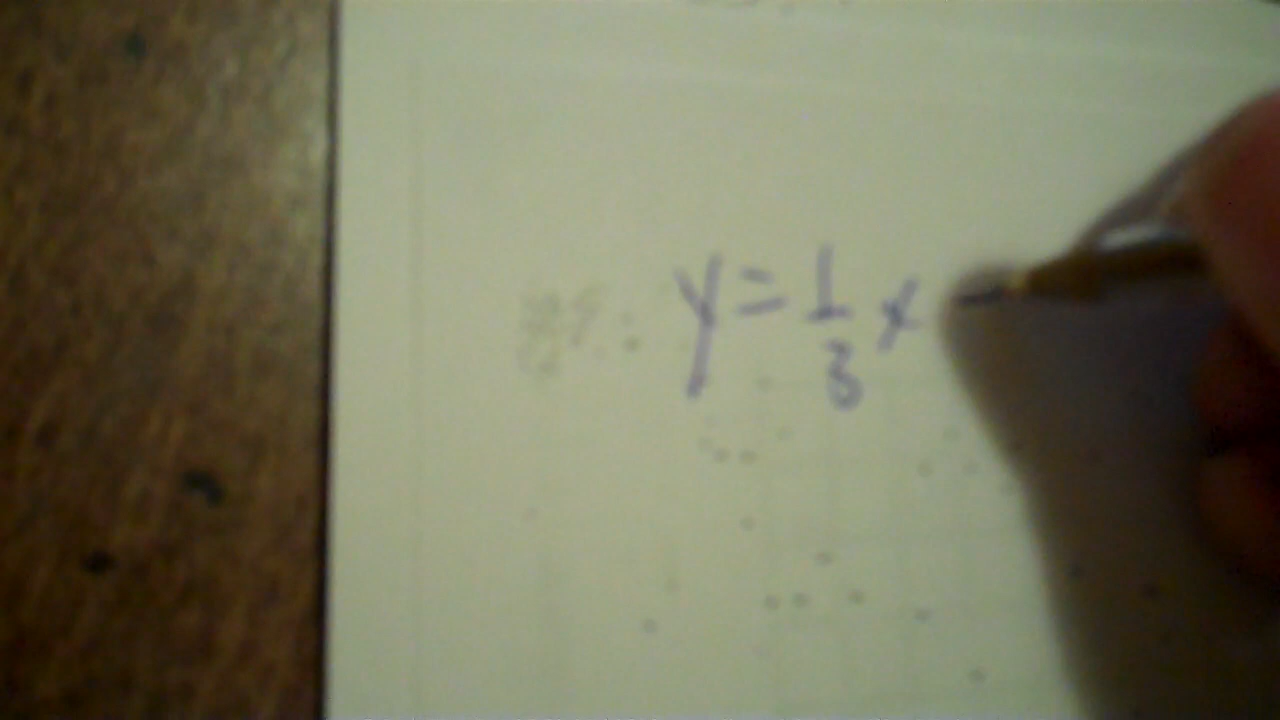 y = 1/3 x